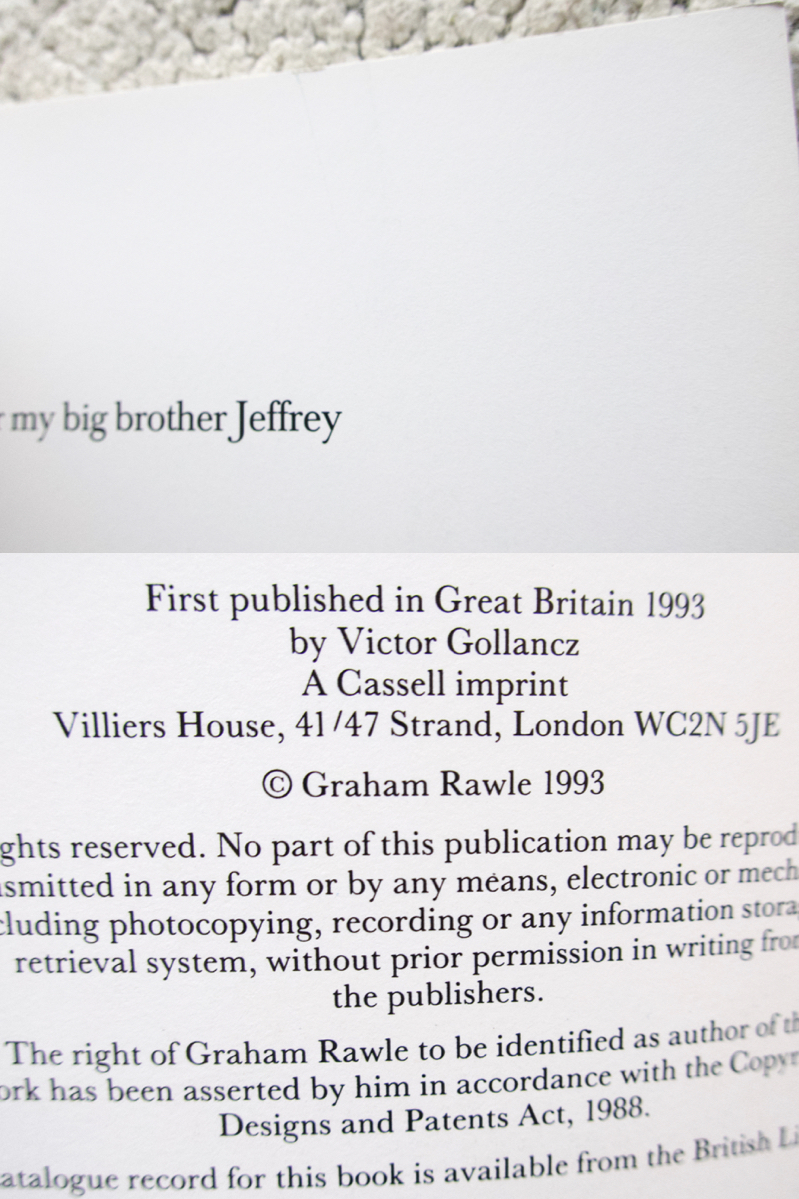 my big brother Jeffrey
First published in Great Britain 1993
by Victor Gollancz
A Cassell imprint
Villiers House, 41/47 Strand, London WC2N 5JE
© Graham Rawle 1993
ghts reserved. No part of this publication may be reprod
smitted in any form or by any means, electronic or mech
cluding photocopying, recording or any information stora
retrieval system, without prior permission in writing from
the publishers.
The right of Graham Rawle to be identified as author of th
ork has been asserted by him in accordance with the Copyr
Designs and Patents Act, 1988.
atalogue record for this book is available from the British Li